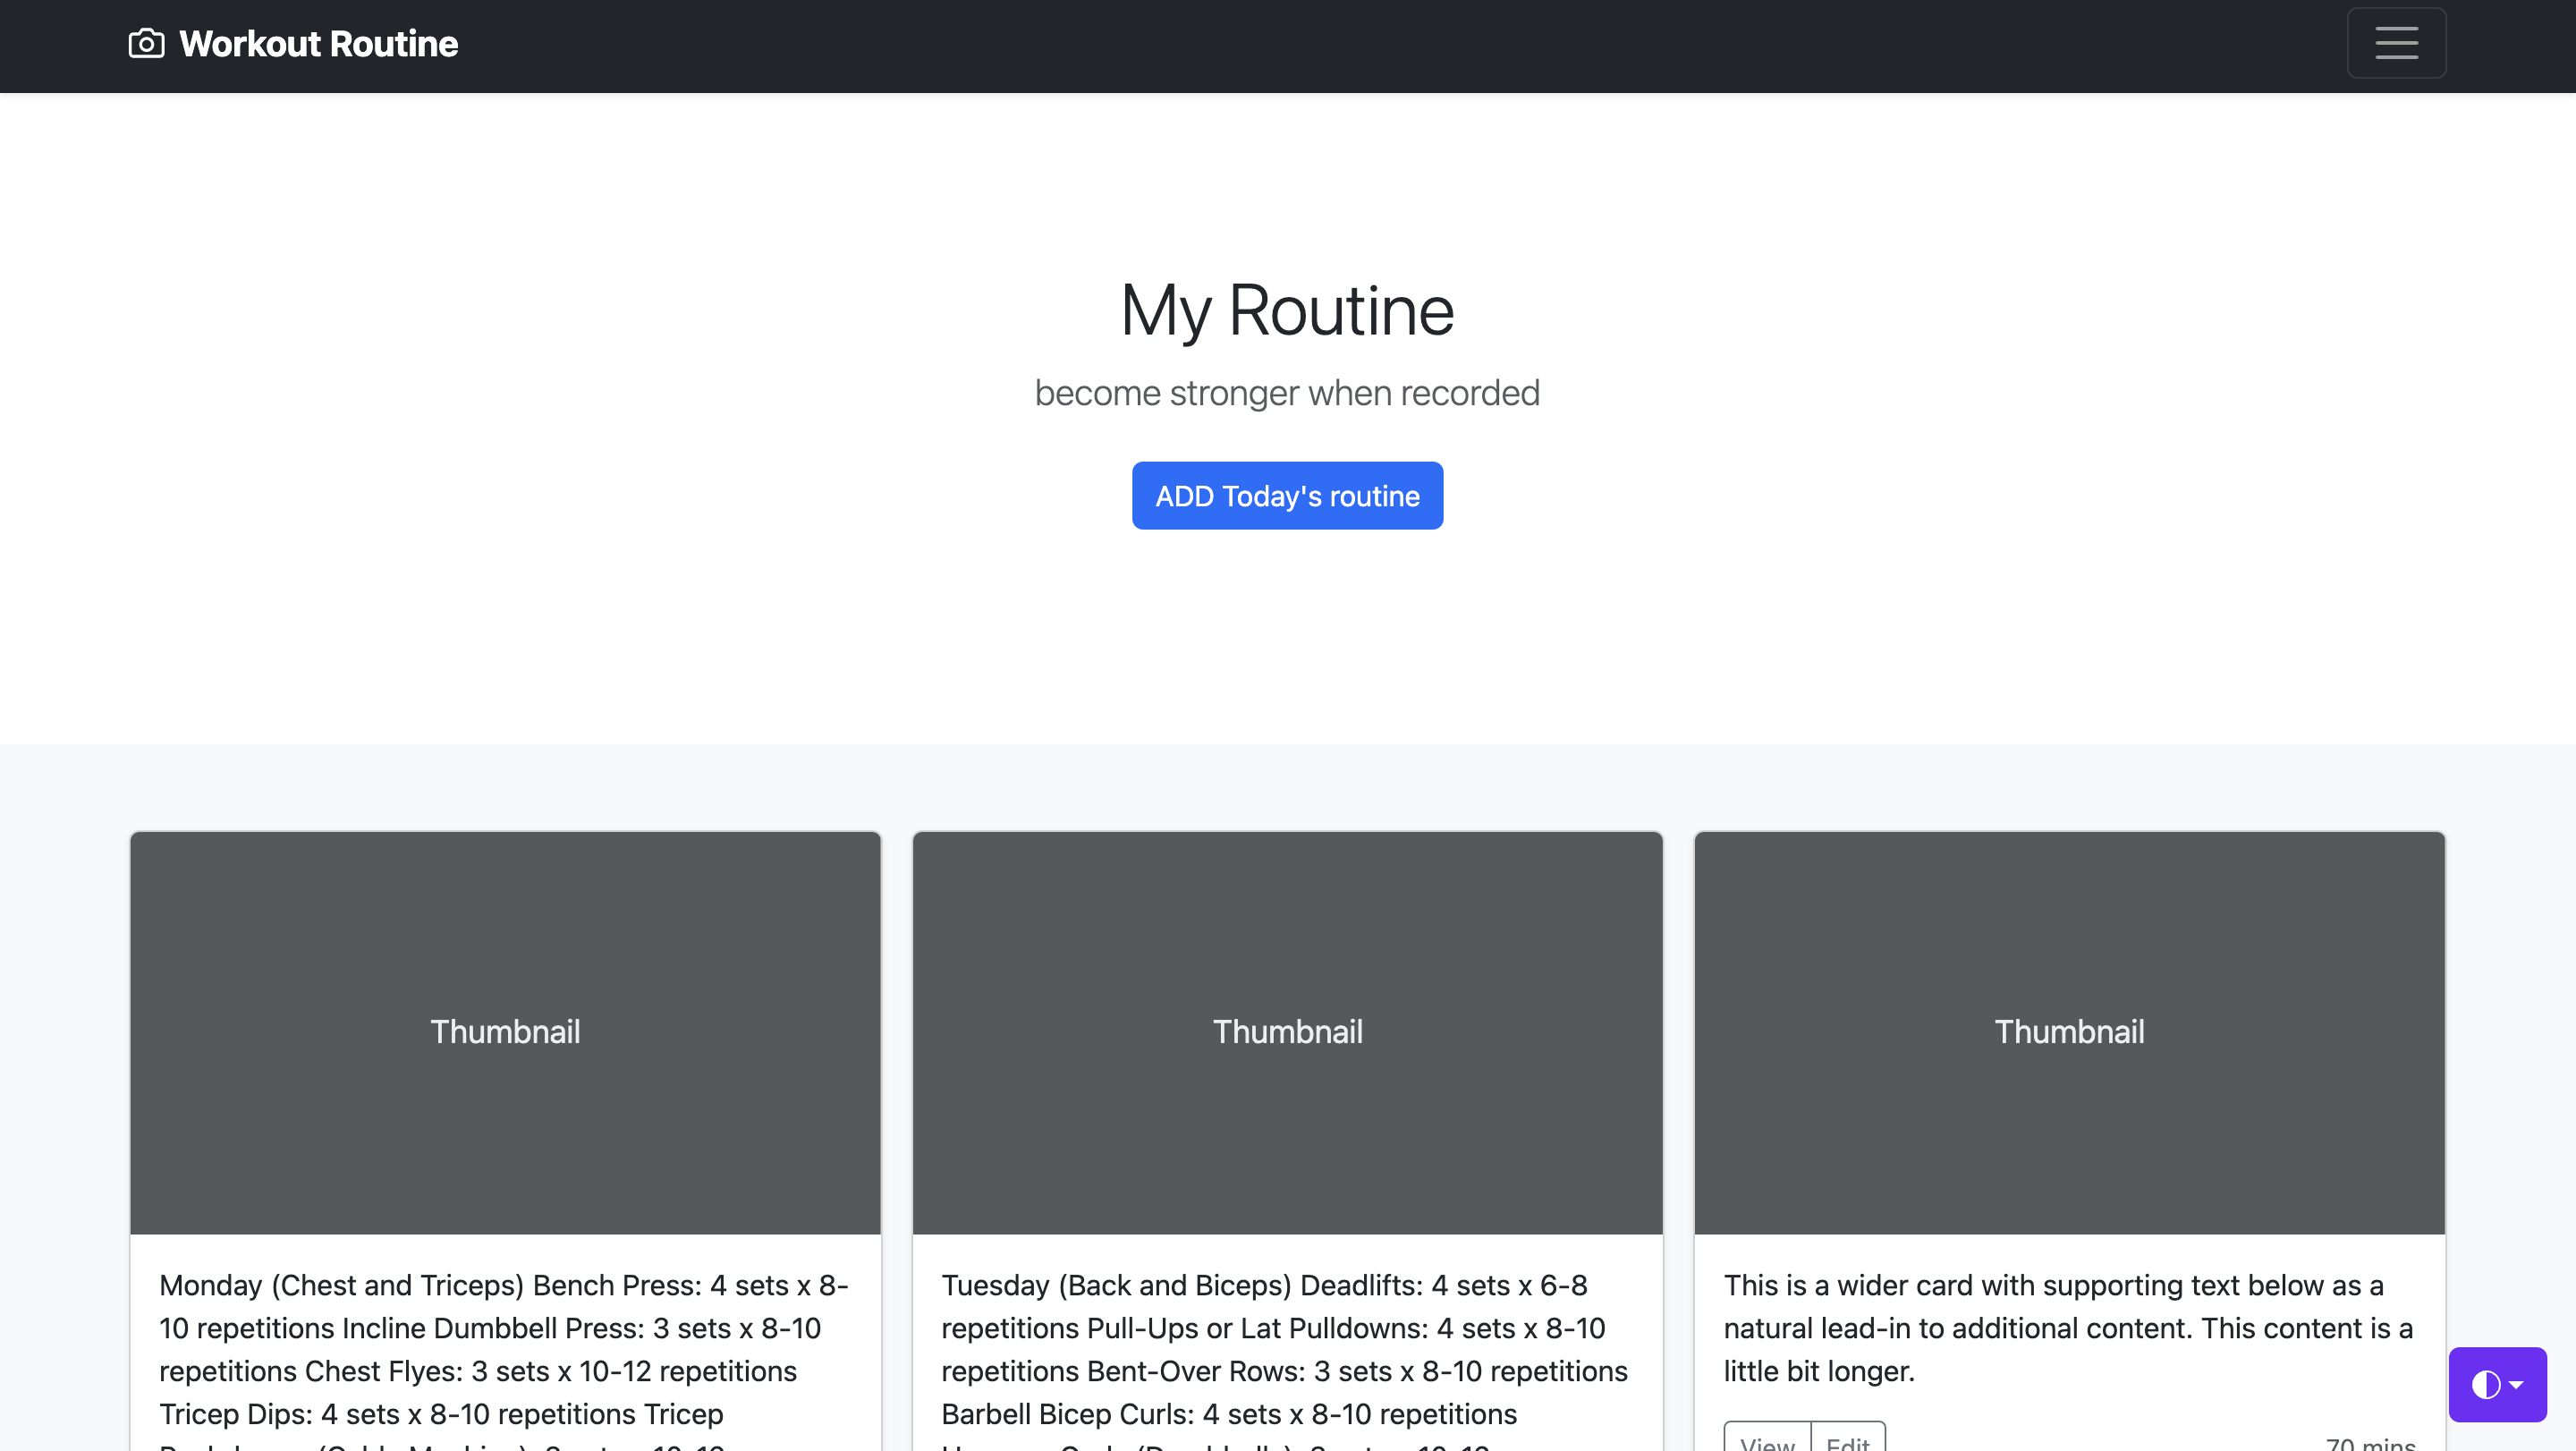 Workout Routine
My Routine
become stronger when recorded
ADD Today's routine
Thumbnail
Thumbnail
Thumbnail
Monday (Chest and Triceps) Bench Press: 4 sets x 8-
10 repetitions Incline Dumbbell Press: 3 sets x 8-10
repetitions Chest Flyes: 3 sets x 10-12 repetitions
Tricep Dips: 4 sets x 8-10 repetitions Tricep
Tuesday (Back and Biceps) Deadlifts: 4 sets x 6-8
repetitions Pull-Ups or Lat Pulldowns: 4 sets x 8-10
repetitions Bent-Over Rows: 3 sets x 8-10 repetitions
Barbell Bicep Curls: 4 sets x 8-10 repetitions
This is a wider card with supporting text below as a
natural lead-in to additional content. This content is a
little bit longer.
View Edit
70 mins